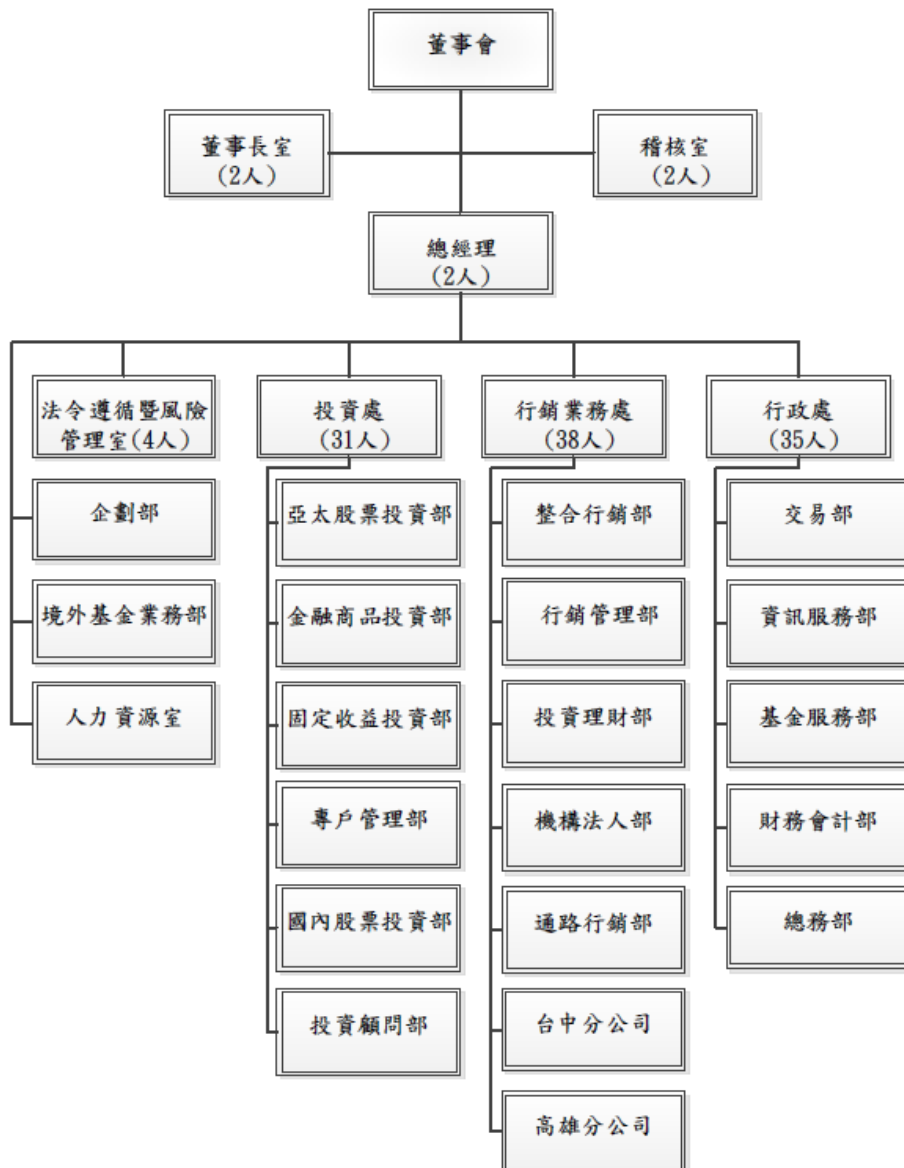 董事會
董事長室
(2人)
稽核室
(2人)
總經理
(2人)
法令遵循暨風險
管理室(4人)
投資處
(31人)
行銷業務處
(38人)
行政處
(35人)
企劃部
境外基金業務部
人力資源室
亞太股票投資部
金融商品投資部
固定收益投資部
專戶管理部
國內股票投資部
投資顧問部
整合行銷部
行銷管理部
投資理財部
機構法人部
通路行銷部
台中分公司
高雄分公司
交易部
資訊服務部
基金服務部
財務會計部
總務部